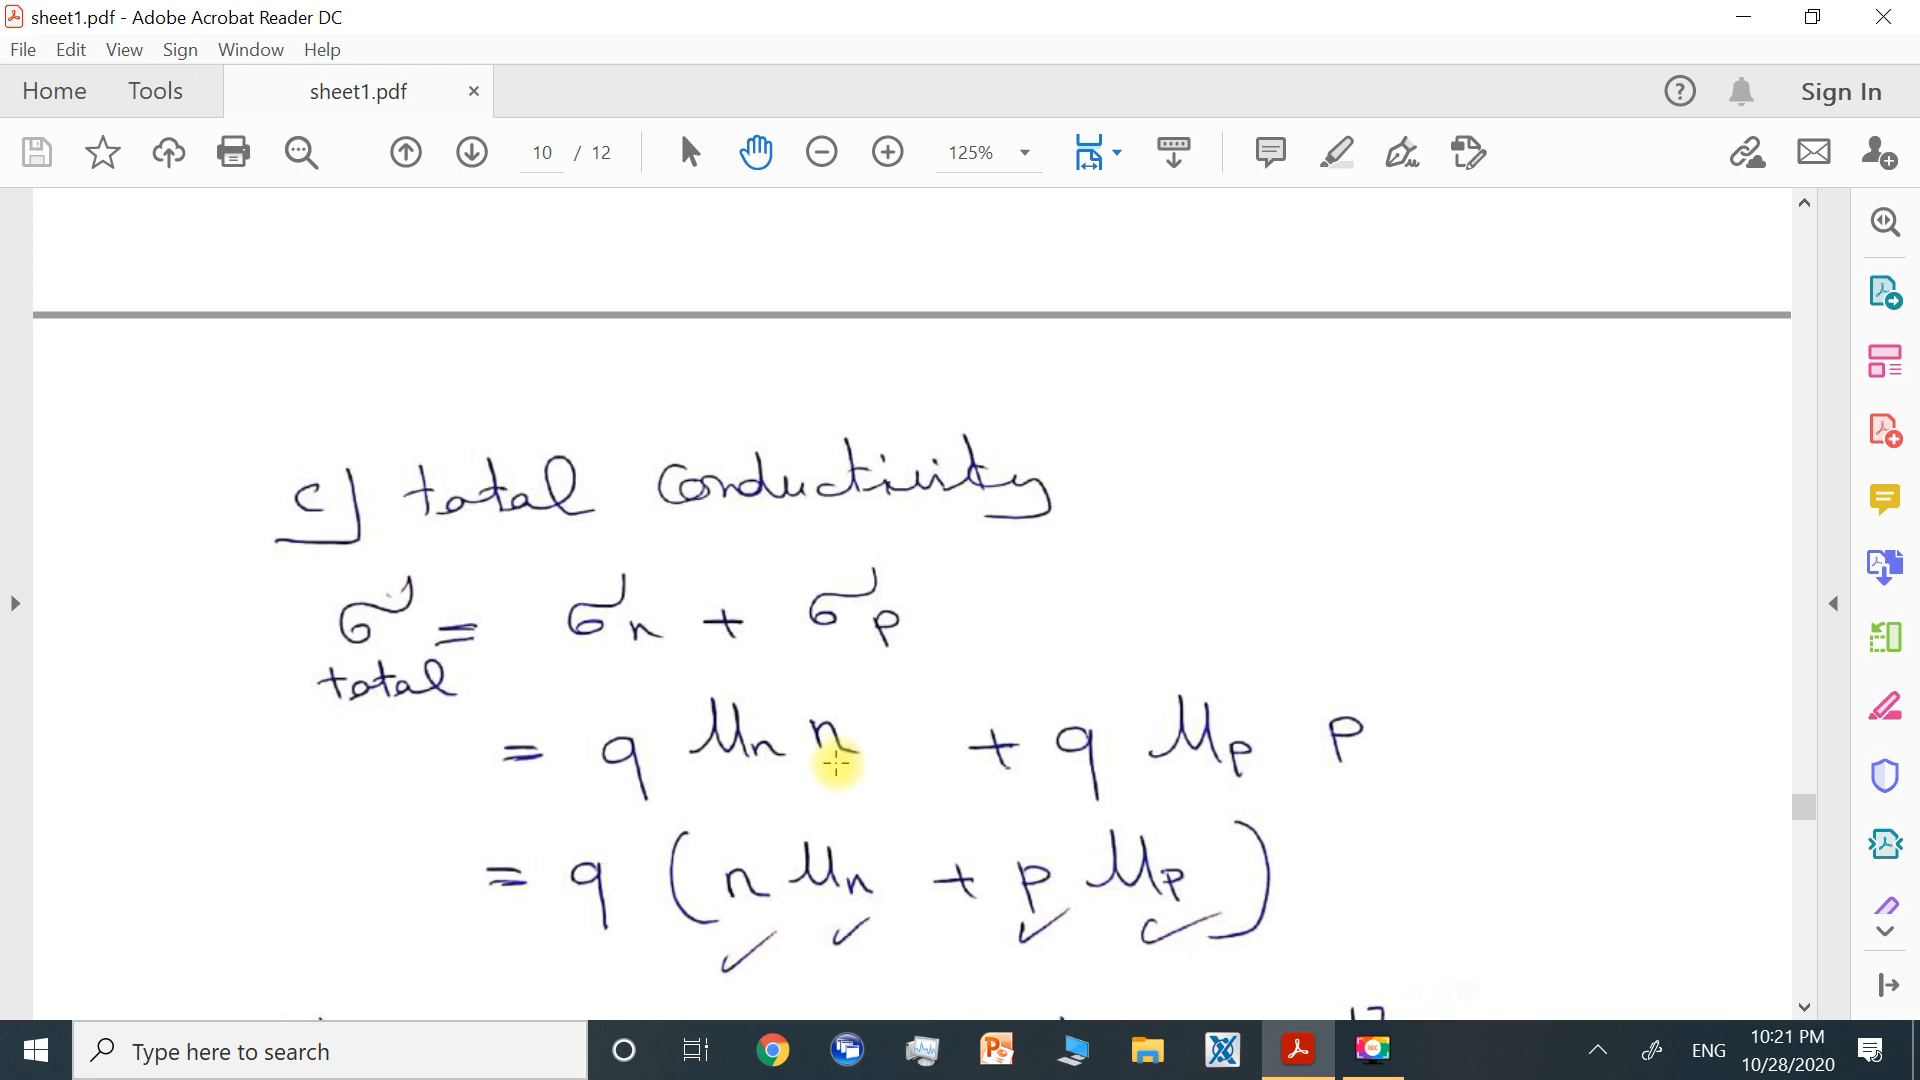 sheet1.pdf - Adobe Acrobat Reader DC
File Edit View Sign Window Help
Home Tools sheet1.pdf × Sign In
10 / 12 125%
c) total conductivity
σ total = σn + σp
= q μn n + q μp p
= q ( n μn + p μp )
Type here to search
ENG 10:21 PM
10/28/2020